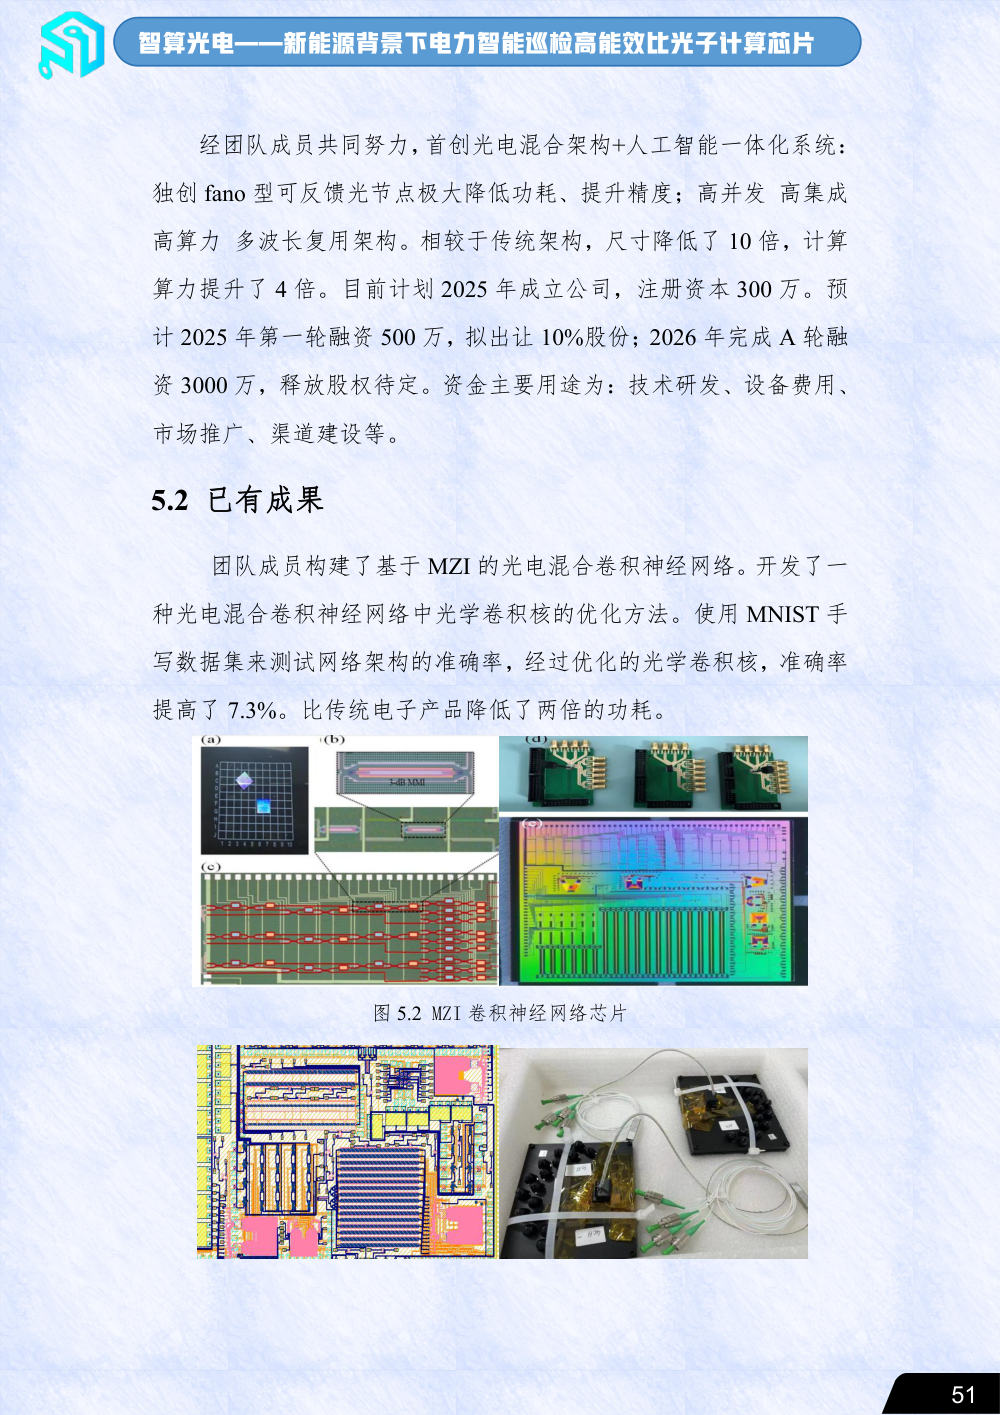 智算光电——新能源背景下电力智能巡检高能效比光子计算芯片
经团队成员共同努力，首创光电混合架构+人工智能一体化系统：
独创 fano 型可反馈光节点极大降低功耗、提升精度；高并发 高集成
高算力 多波长复用架构。相较于传统架构，尺寸降低了 10 倍，计算
算力提升了 4 倍。目前计划 2025 年成立公司，注册资本 300 万。预
计 2025 年第一轮融资 500 万，拟出让 10%股份；2026 年完成 A 轮融
资 3000 万，释放股权待定。资金主要用途为：技术研发、设备费用、
市场推广、渠道建设等。
5.2 已有成果
团队成员构建了基于 MZI 的光电混合卷积神经网络。开发了一
种光电混合卷积神经网络中光学卷积核的优化方法。使用 MNIST 手
写数据集来测试网络架构的准确率，经过优化的光学卷积核，准确率
提高了 7.3%。比传统电子产品降低了两倍的功耗。
(a)
(b)
(d)
3-dB MMI
(e)
(c)
1 2 3 4 5 6 7 8 9 10
图 5.2 MZI 卷积神经网络芯片
51